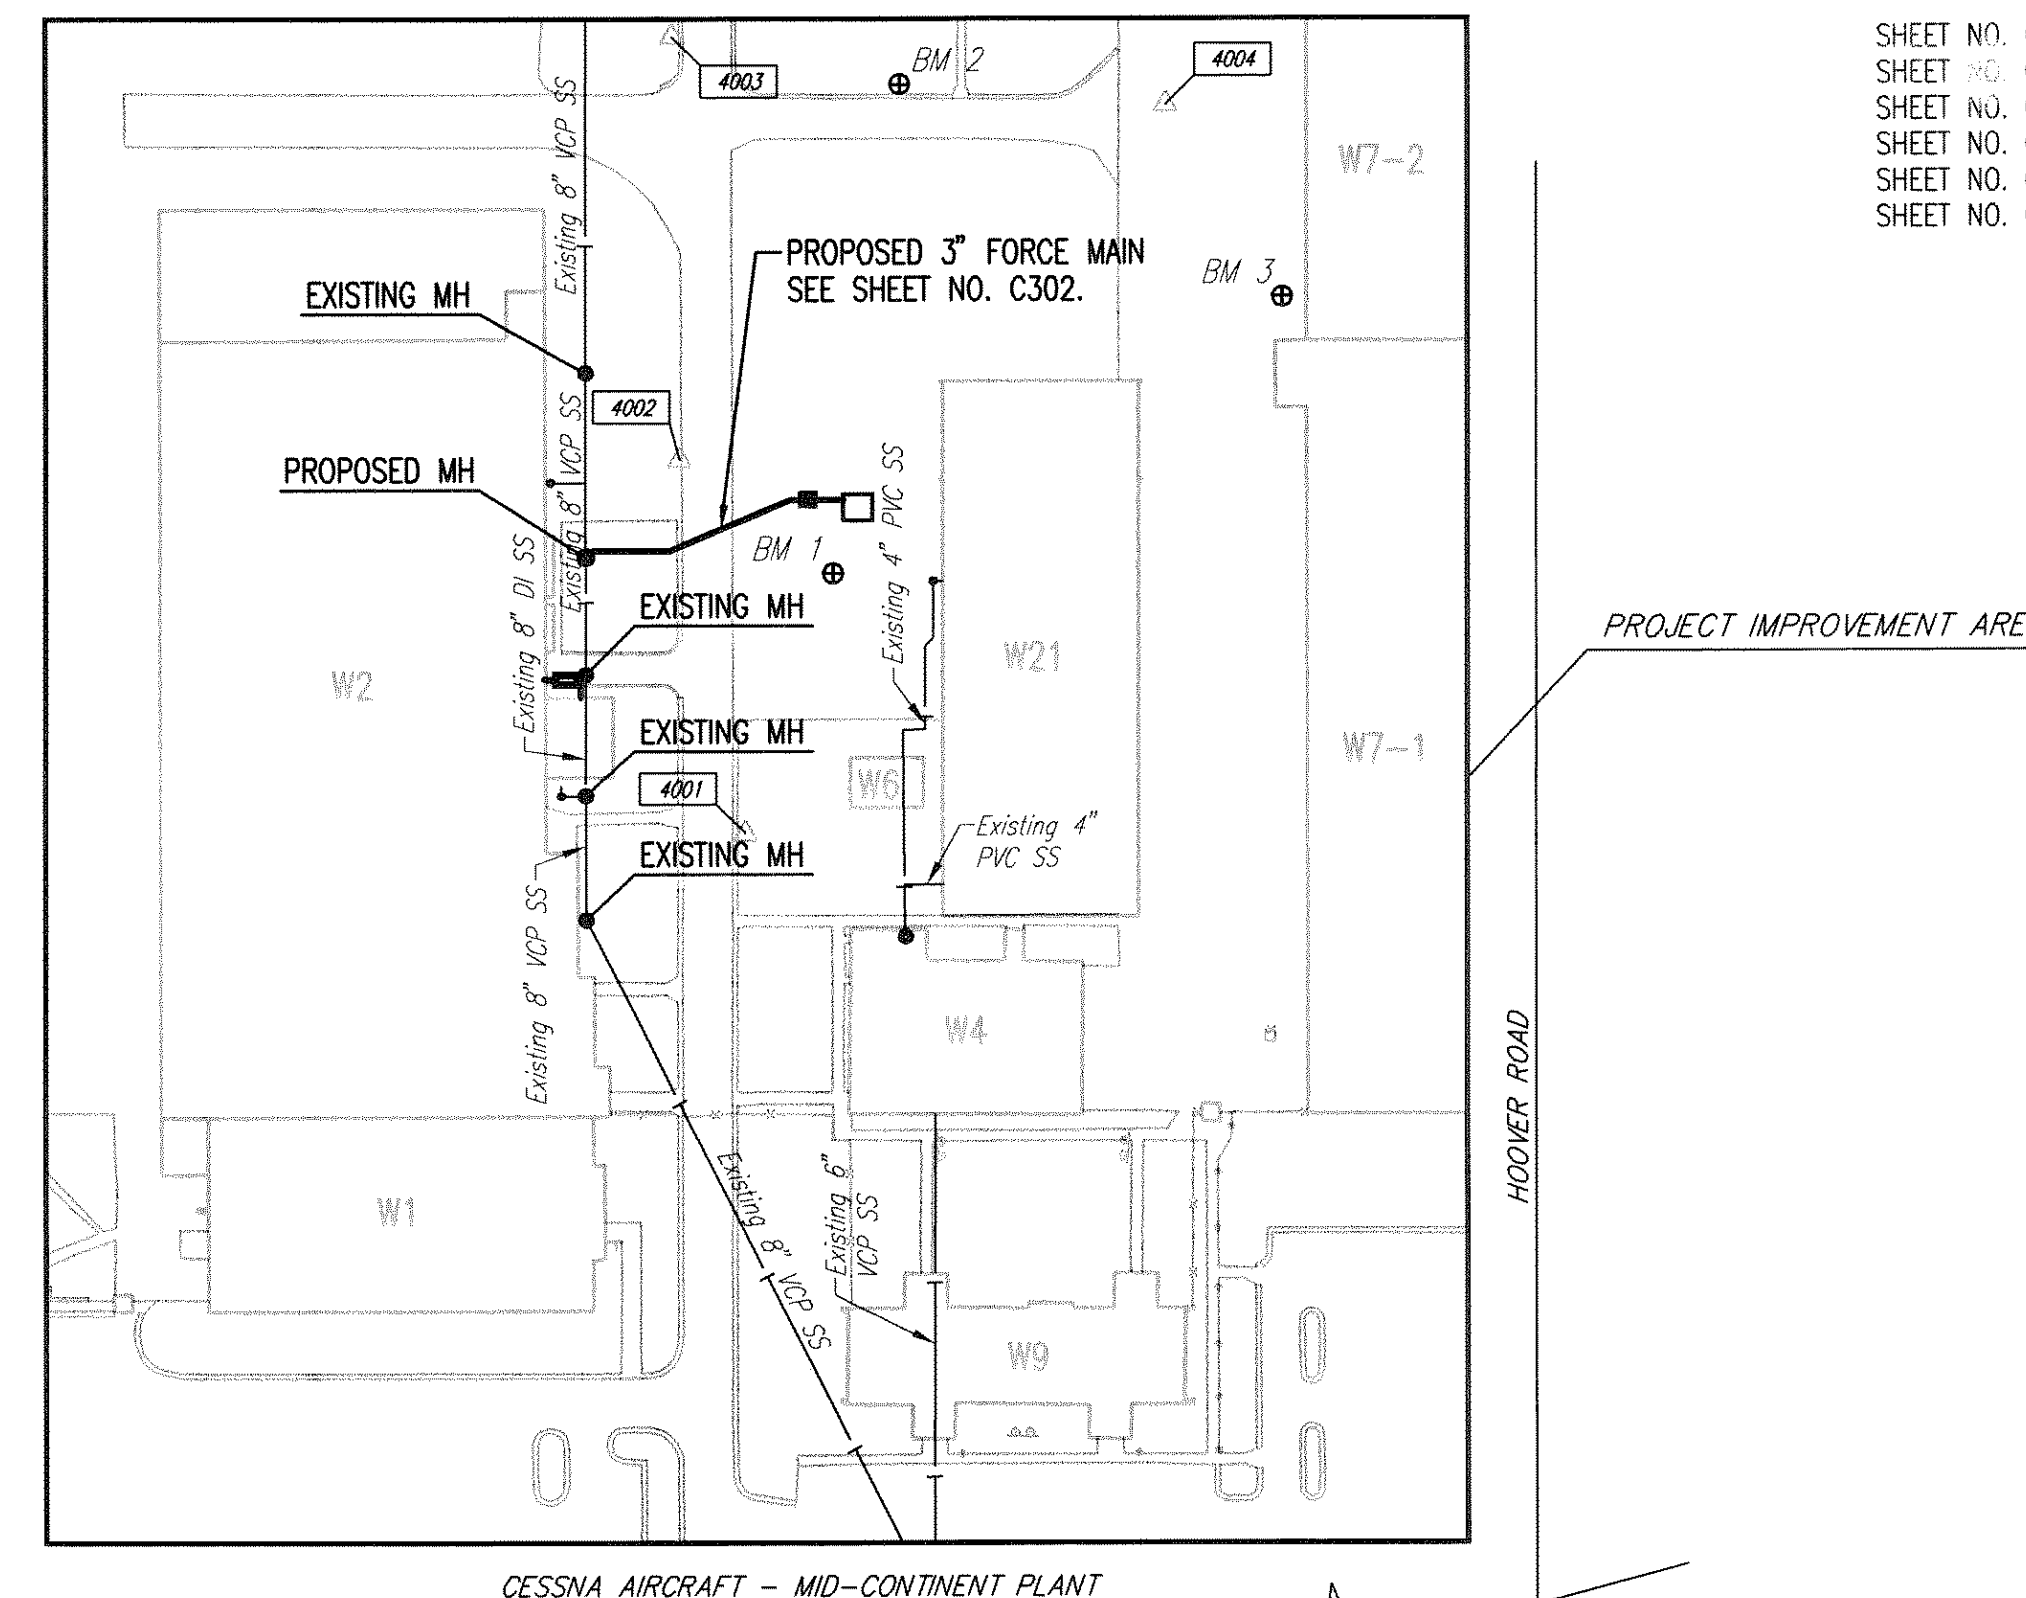 SHEET NO.
SHEET NO.
SHEET NO.
SHEET NO.
SHEET NO.
SHEET NO.
4003
BM 2
4004
Existing 8" VCP SS
W7-2
PROPOSED 3" FORCE MAIN
SEE SHEET NO. C302.
BM 3
EXISTING MH
4002
Existing 8" VCP SS
PROPOSED MH
BM 1
Existing 4" PVC SS
Existing 8" DI SS
EXISTING MH
PROJECT IMPROVEMENT ARE
W2
W21
EXISTING MH
W7-1
4001
W6
Existing 4"
PVC SS
EXISTING MH
Existing 8" VCP SS
W4
HOOVER ROAD
W1
Existing 8" VCP SS
Existing 6"
VCP SS
W9
CESSNA AIRCRAFT - MID-CONTINENT PLANT